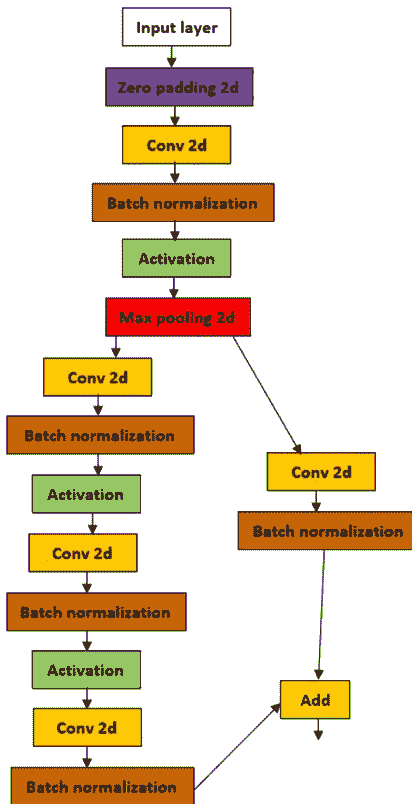 Input layer
Zero padding 2d
Conv 2d
Batch normalization
Activation
Max pooling 2d
Conv 2d
Batch normalization
Activation
Conv 2d
Batch normalization
Activation
Conv 2d
Batch normalization
Conv 2d
Batch normalization
Add